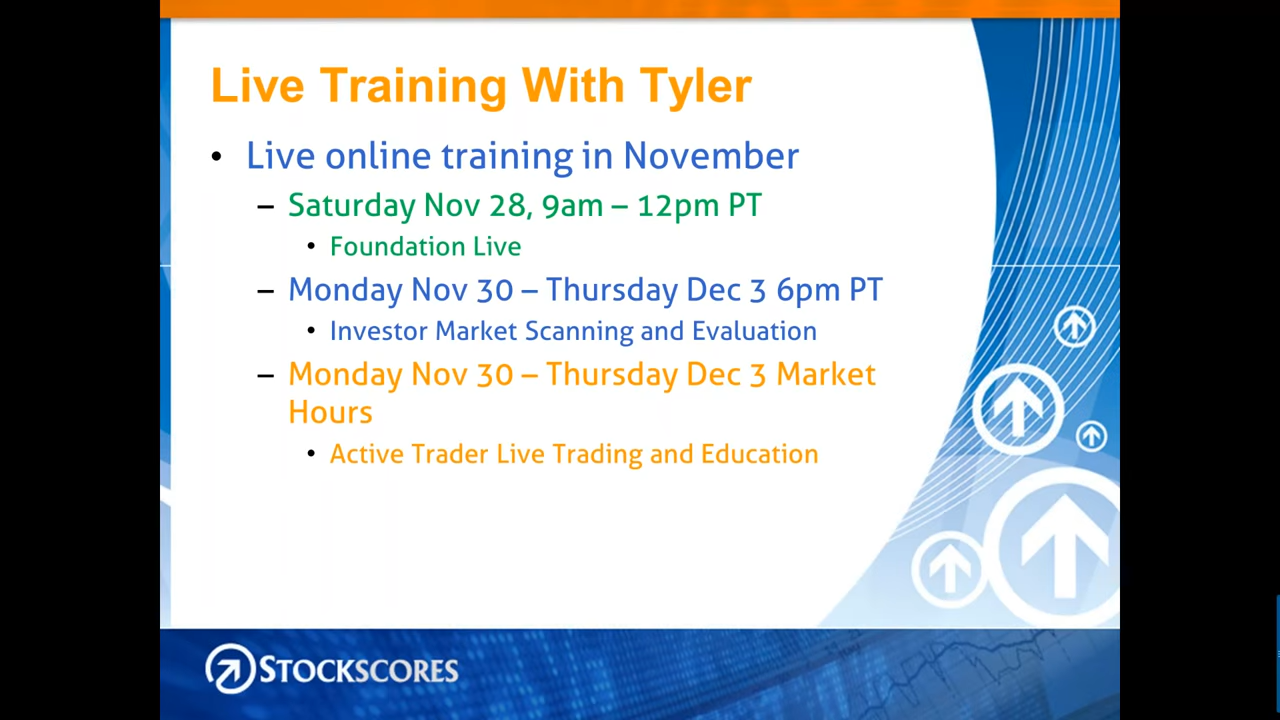 Live Training With Tyler
• Live online training in November
– Saturday Nov 28, 9am – 12pm PT
• Foundation Live
– Monday Nov 30 – Thursday Dec 3 6pm PT
• Investor Market Scanning and Evaluation
– Monday Nov 30 – Thursday Dec 3 Market
Hours
• Active Trader Live Trading and Education
STOCKSCORES